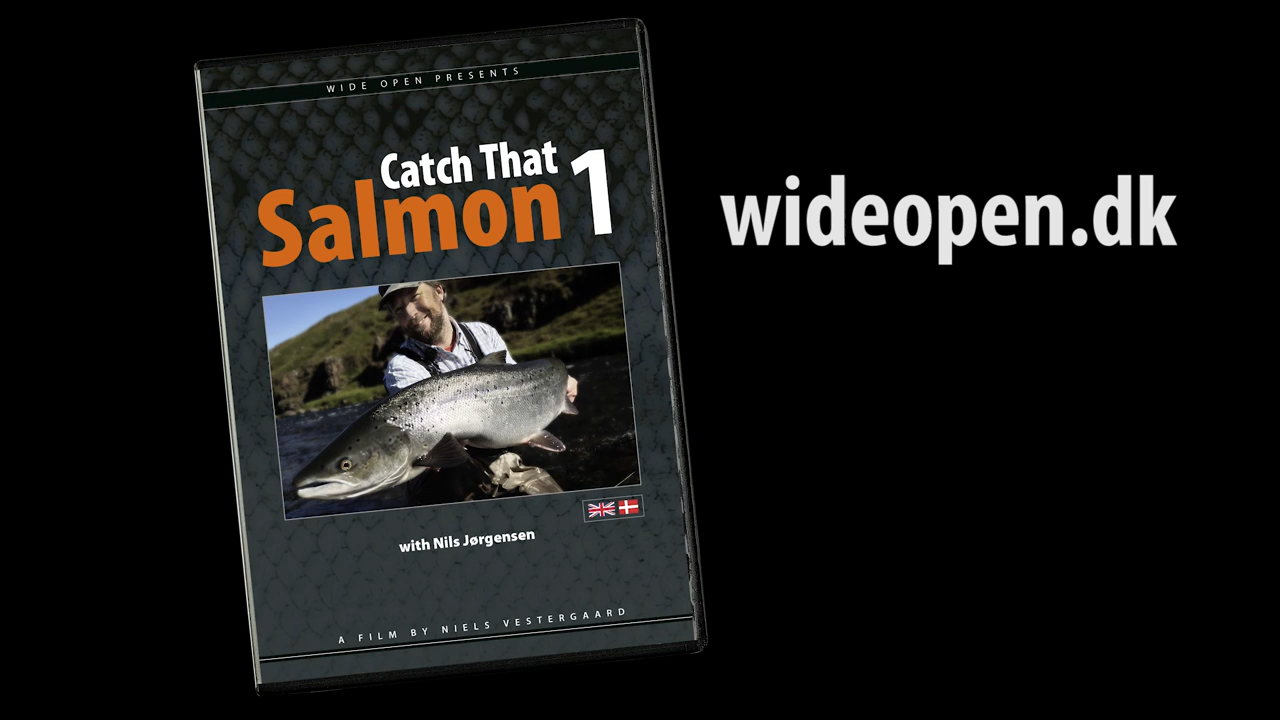 WIDE OPEN PRESENTS
Catch That
Salmon 1
with Nils Jørgensen
A FILM BY NIELS VESTERGAARD
wideopen.dk